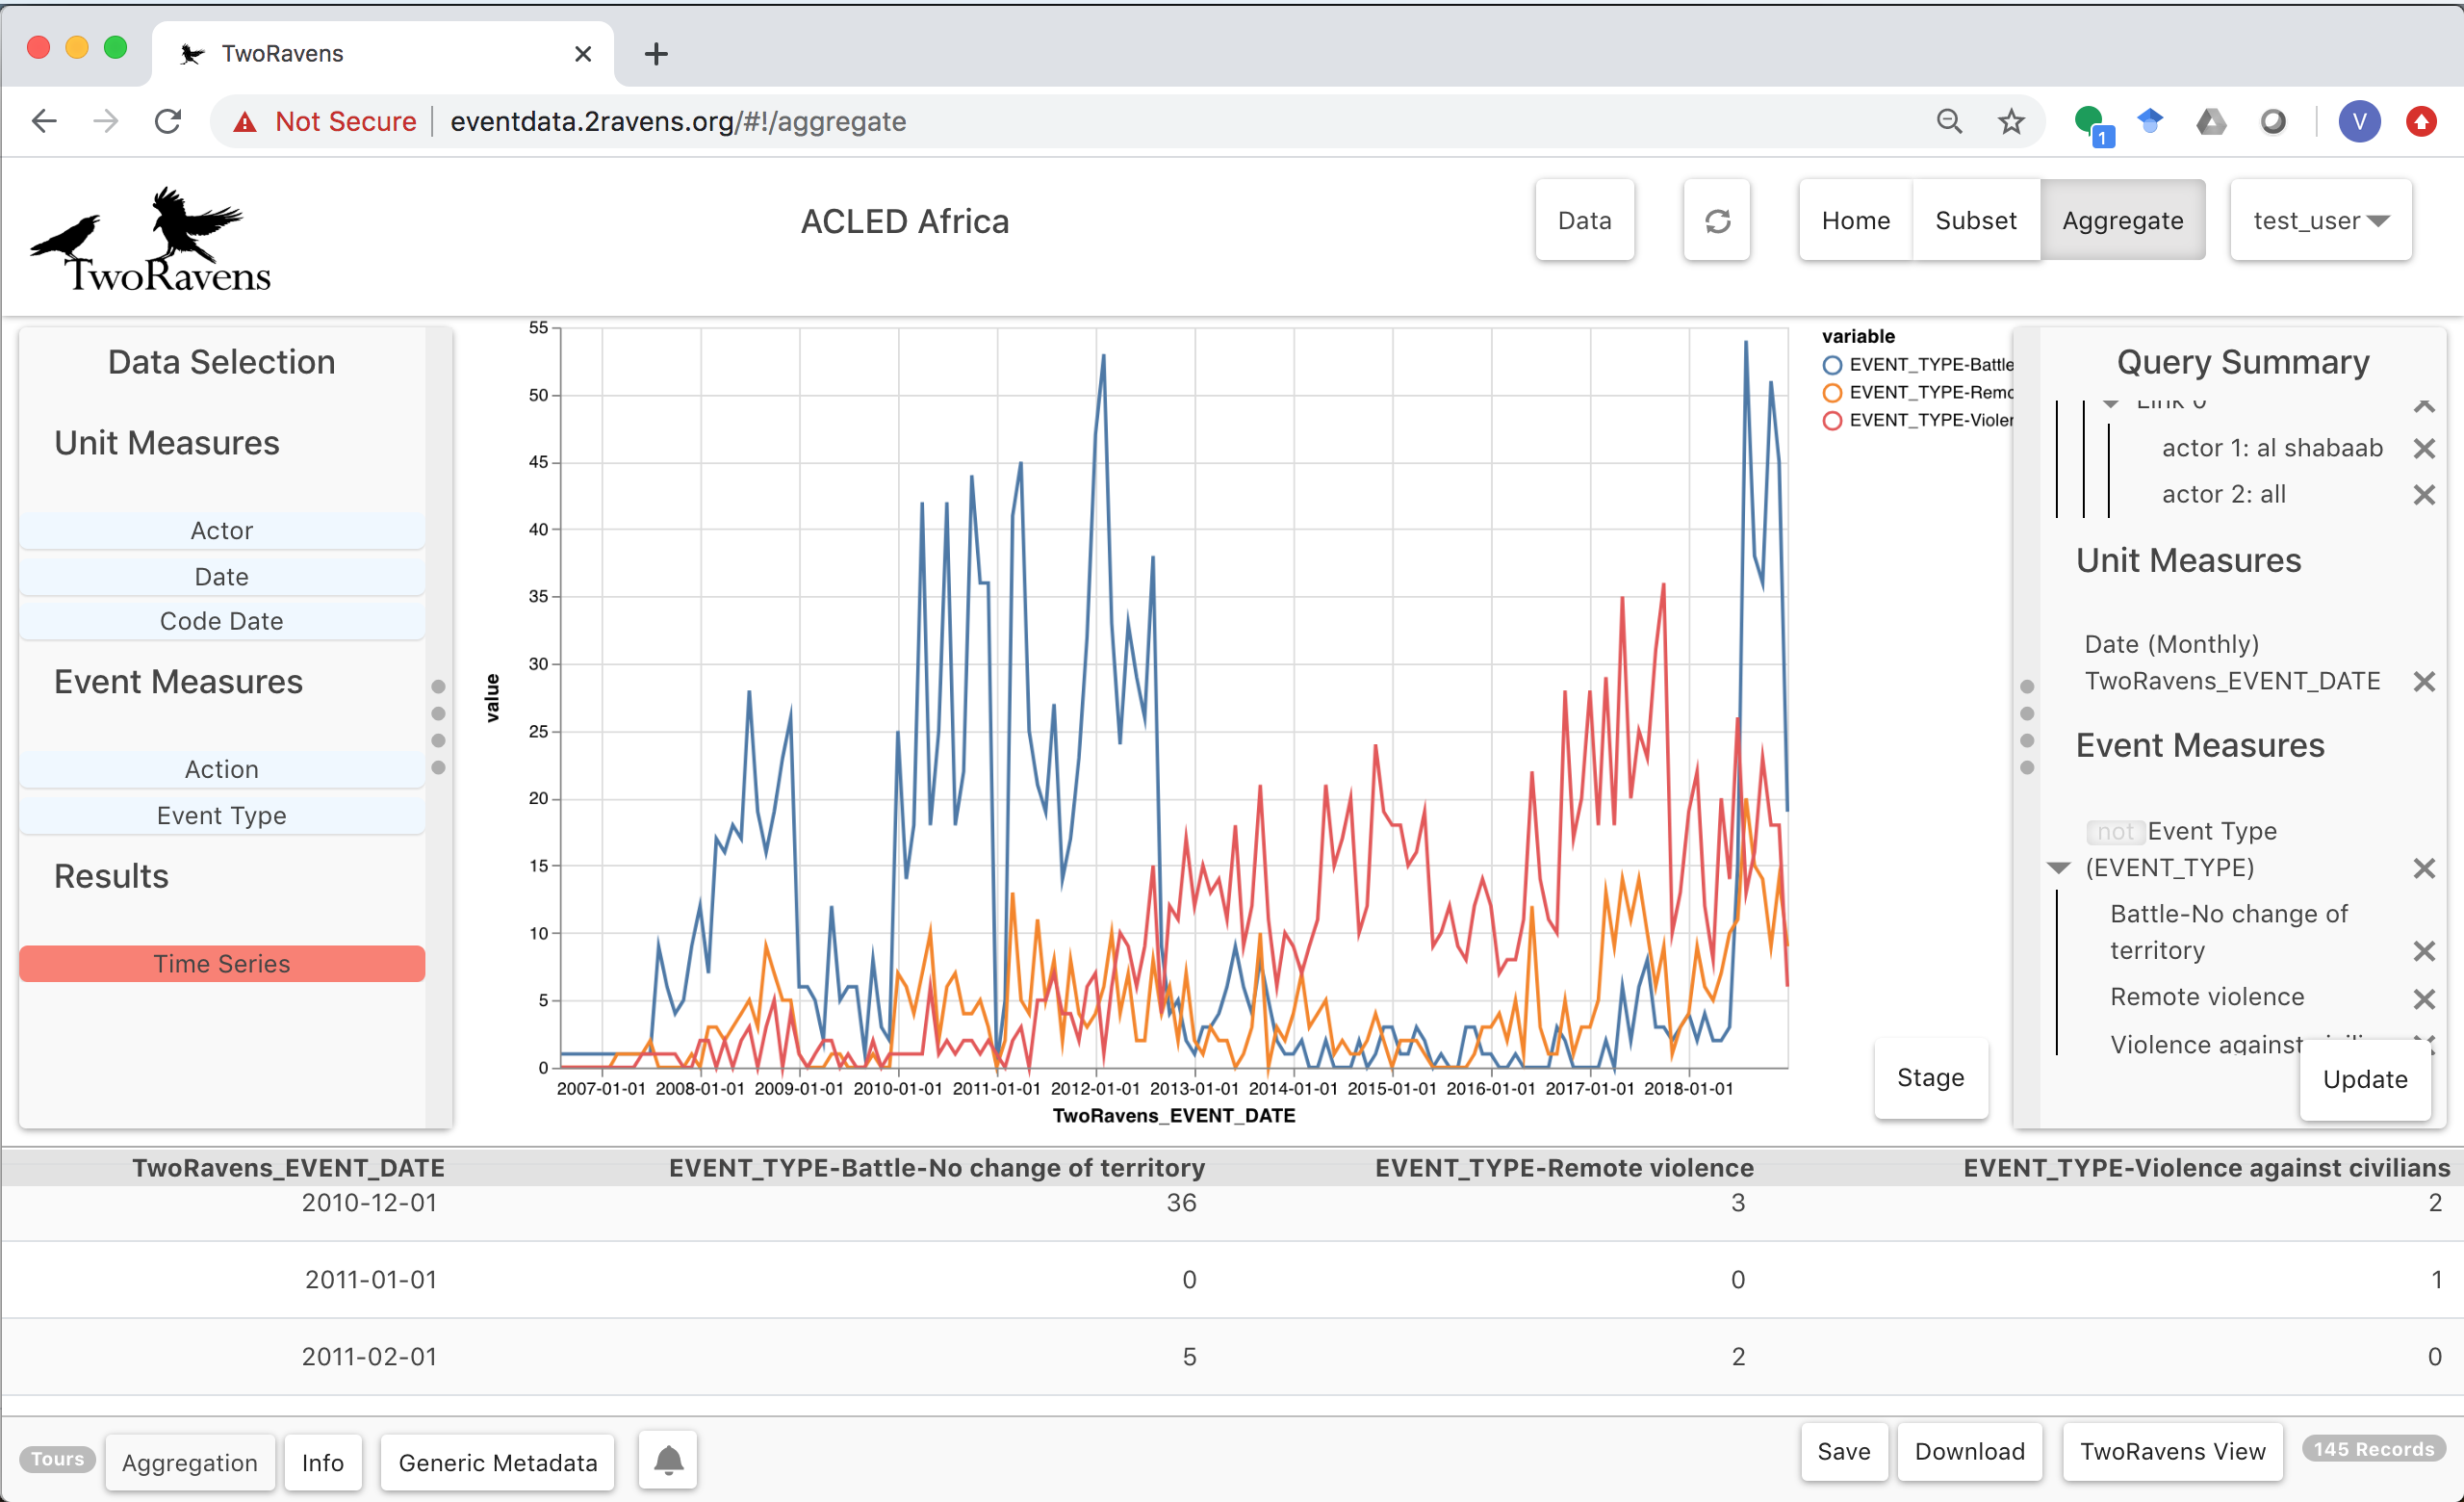 TwoRavens
Not Secure eventdata.2ravens.org/#!/aggregate
1
V
TwoRavens
ACLED Africa
Data
Home
Subset
Aggregate
test_user
Data Selection
Unit Measures
Actor
Date
Code Date
Event Measures
Action
Event Type
Results
Time Series
55
50
45
40
35
30
25
20
15
10
5
0
value
2007-01-01 2008-01-01 2009-01-01 2010-01-01 2011-01-01 2012-01-01 2013-01-01 2014-01-01 2015-01-01 2016-01-01 2017-01-01 2018-01-01
TwoRavens_EVENT_DATE
variable
EVENT_TYPE-Battle
EVENT_TYPE-Remo
EVENT_TYPE-Violer
Stage
Query Summary
Link 0
actor 1: al shabaab
actor 2: all
Unit Measures
Date (Monthly)
TwoRavens_EVENT_DATE
Event Measures
not Event Type
(EVENT_TYPE)
Battle-No change of
territory
Remote violence
Violence against
Update
TwoRavens_EVENT_DATE EVENT_TYPE-Battle-No change of territory EVENT_TYPE-Remote violence EVENT_TYPE-Violence against civilians
2010-12-01 36 3 2
2011-01-01 0 0 1
2011-02-01 5 2 0
Tours
Aggregation
Info
Generic Metadata
Save
Download
TwoRavens View
145 Records